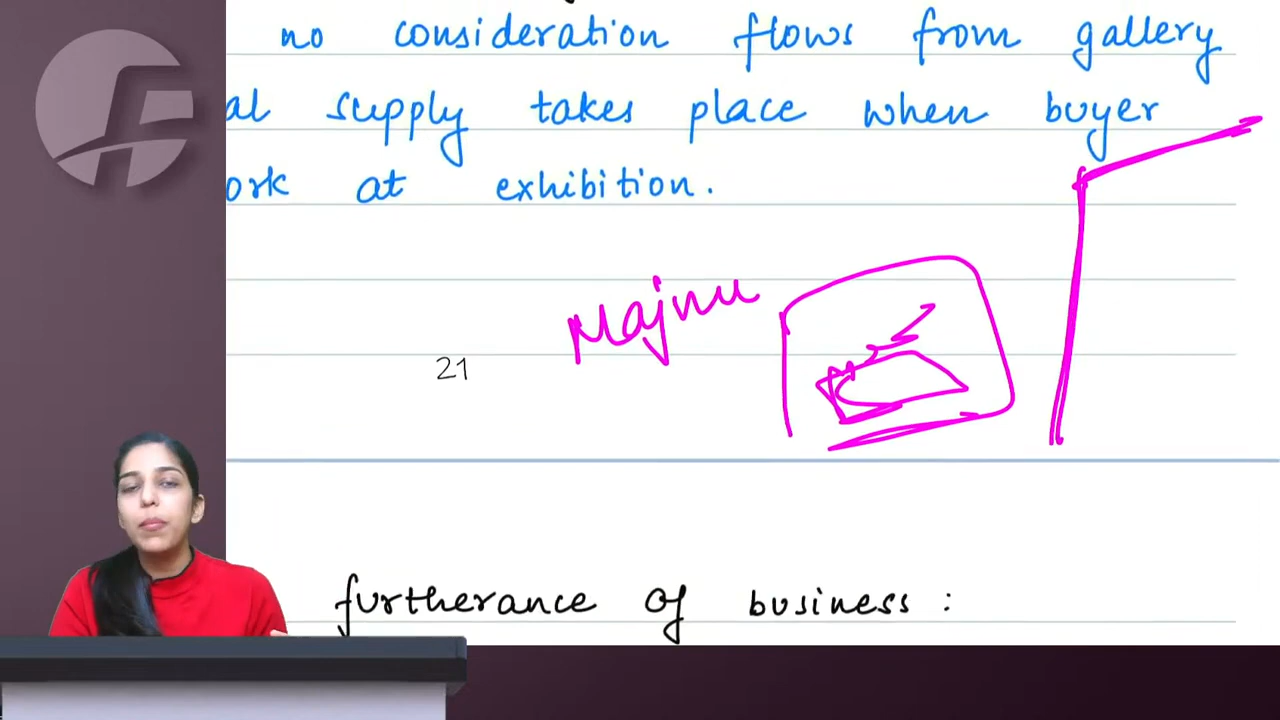 no consideration flows from gallery
al supply takes place when buyer
ork at exhibition.
Majnu
21
furtherance of business :